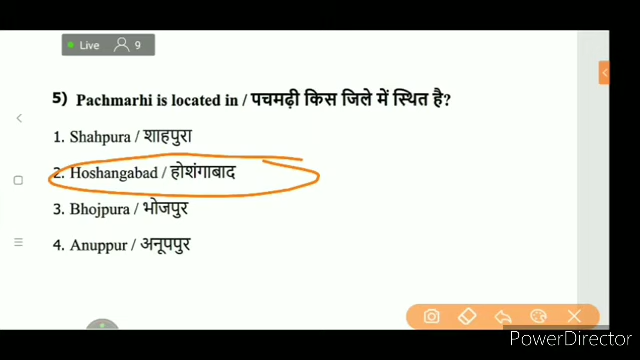 Live 9
5) Pachmarhi is located in / पचमढ़ी किस जिले में स्थित है?
1. Shahpura / शाहपुरा
2. Hoshangabad / होशंगाबाद
3. Bhojpura / भोजपुर
4. Anuppur / अनूपपुर
PowerDirector